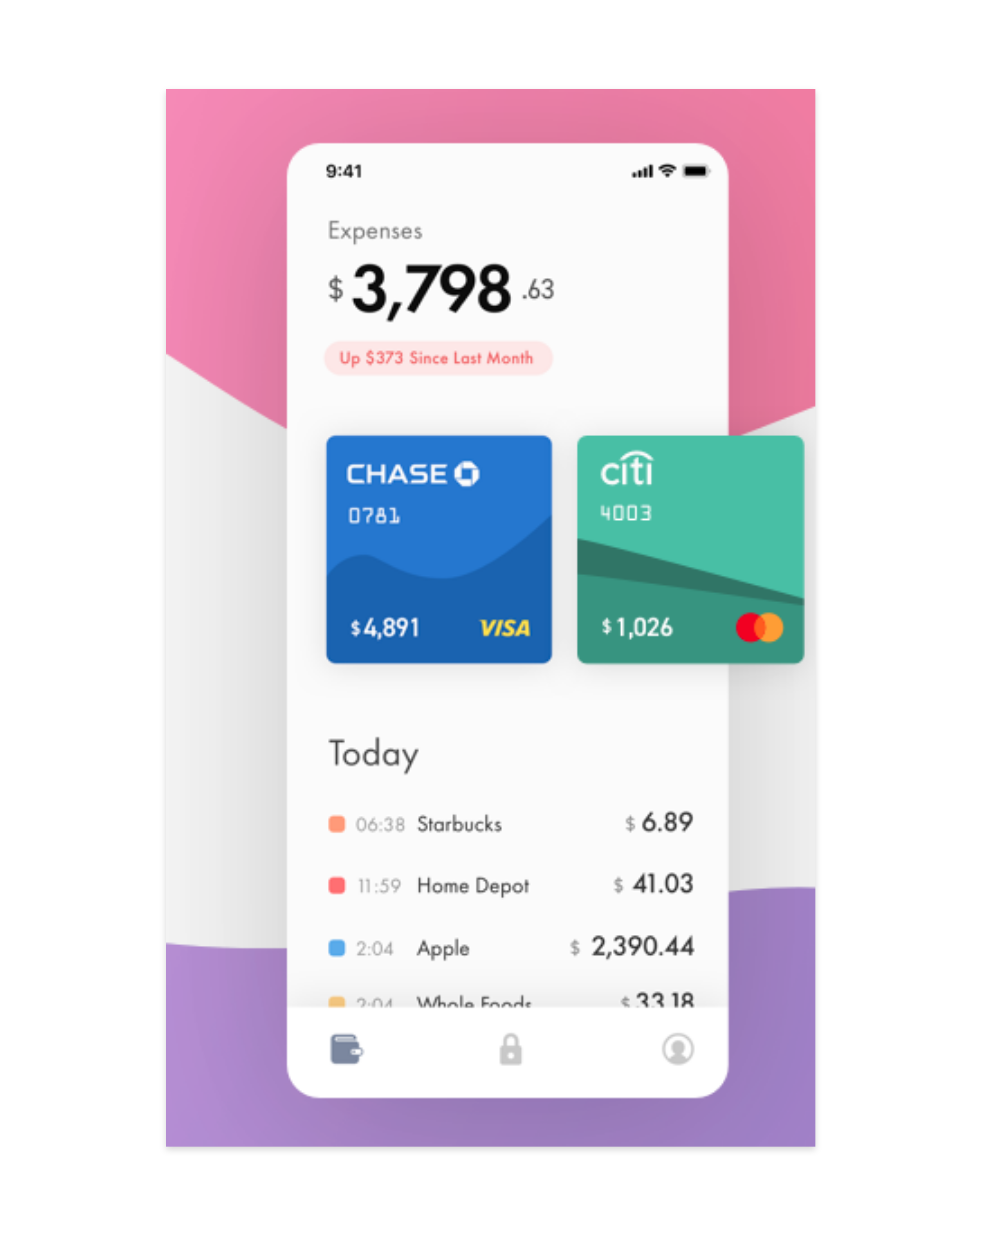 9:41
Expenses
$ 3,798 .63
Up $373 Since Last Month
CHASE
0781
$4,891 VISA
citi
4003
$1,026
Today
06:38 Starbucks $ 6.89
11:59 Home Depot $ 41.03
2:04 Apple $ 2,390.44
2:04 Whole Foods $ 33.18